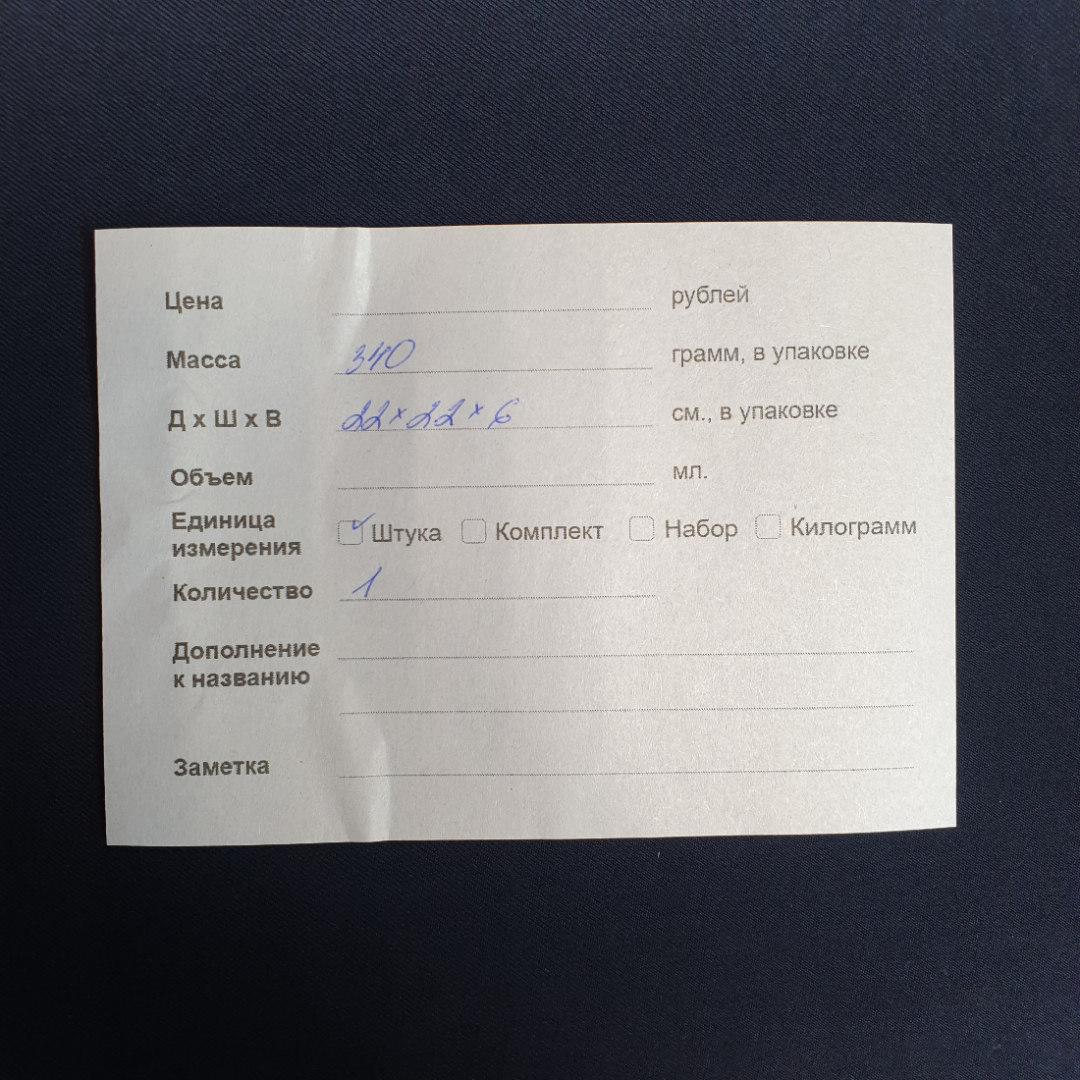 Цена рублей
Масса 340 грамм, в упаковке
Д х Ш х В 22×22×6 см., в упаковке
Объем мл.
Единица измерения ✓ Штука Комплект Набор Килограмм
Количество 1
Дополнение
к названию
Заметка